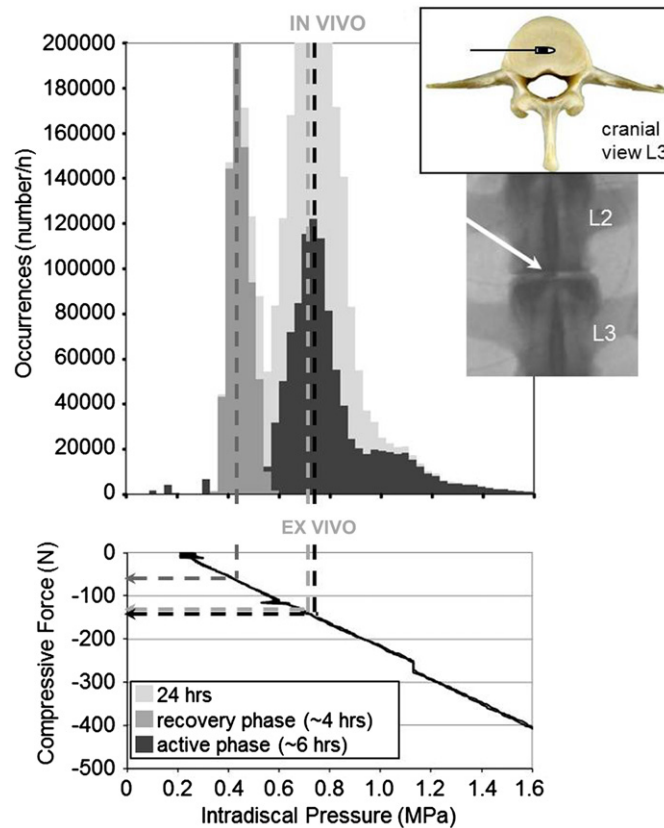 IN VIVO
200000
180000
160000
140000
120000
100000
80000
60000
40000
20000
0
Occurrences (number/n)
cranial
view L3
L2
L3
EX VIVO
0
-100
-200
-300
-400
-500
Compressive Force (N)
24 hrs
recovery phase (~4 hrs)
active phase (~6 hrs)
0 0.2 0.4 0.6 0.8 1.0 1.2 1.4 1.6
Intradiscal Pressure (MPa)